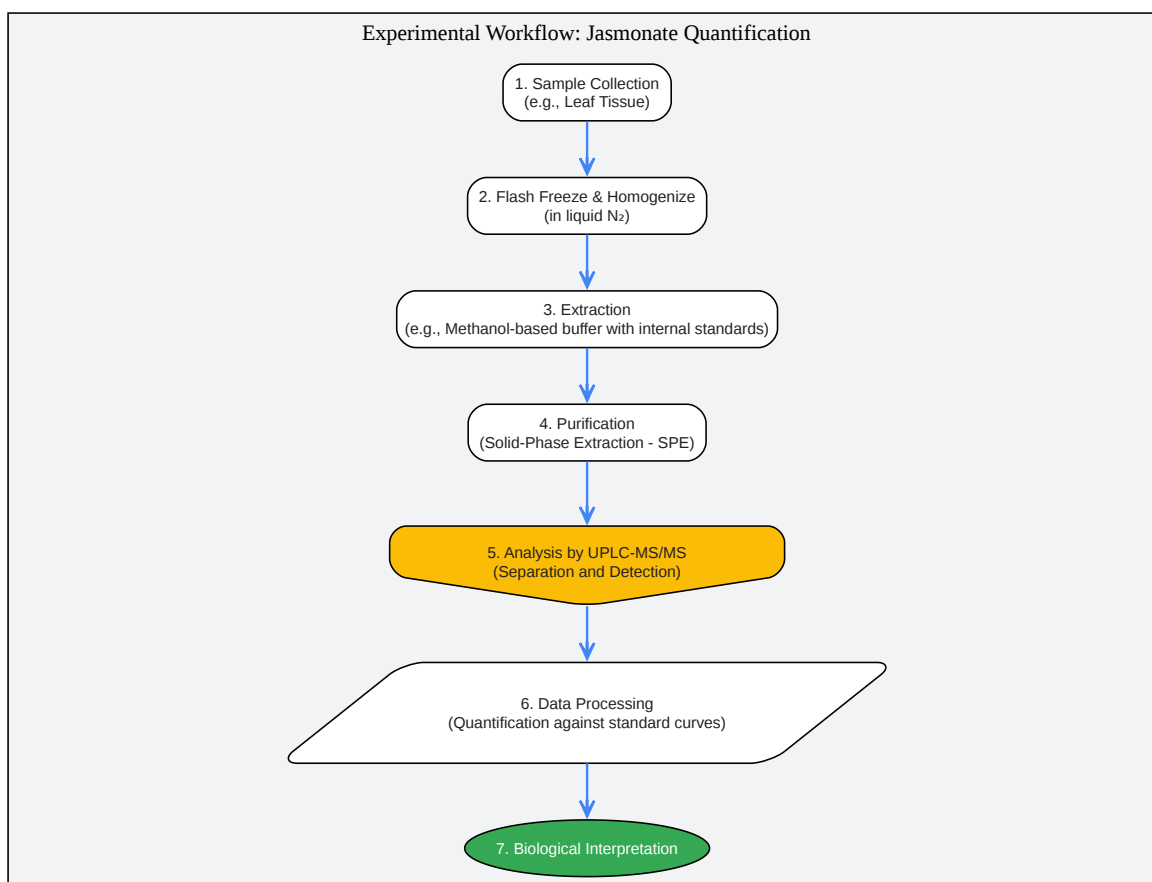 Experimental Workflow: Jasmonate Quantification
1. Sample Collection
(e.g., Leaf Tissue)
2. Flash Freeze & Homogenize
(in liquid N₂)
3. Extraction
(e.g., Methanol-based buffer with internal standards)
4. Purification
(Solid-Phase Extraction - SPE)
5. Analysis by UPLC-MS/MS
(Separation and Detection)
6. Data Processing
(Quantification against standard curves)
7. Biological Interpretation